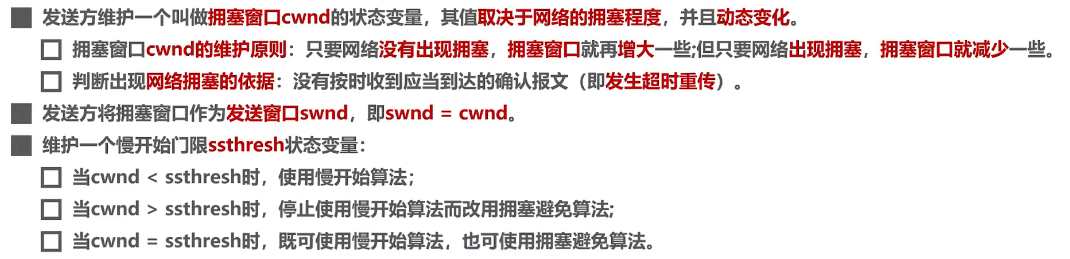 发送方维护一个叫做拥塞窗口cwnd的状态变量，其值取决于网络的拥塞程度，并且动态变化。
拥塞窗口cwnd的维护原则：只要网络没有出现拥塞，拥塞窗口就再增大一些;但只要网络出现拥塞，拥塞窗口就减少一些。
判断出现网络拥塞的依据：没有按时收到应当到达的确认报文（即发生超时重传）。
发送方将拥塞窗口作为发送窗口swnd，即swnd = cwnd。
维护一个慢开始门限ssthresh状态变量：
当cwnd < ssthresh时，使用慢开始算法；
当cwnd > ssthresh时，停止使用慢开始算法而改用拥塞避免算法;
当cwnd = ssthresh时，既可使用慢开始算法，也可使用拥塞避免算法。